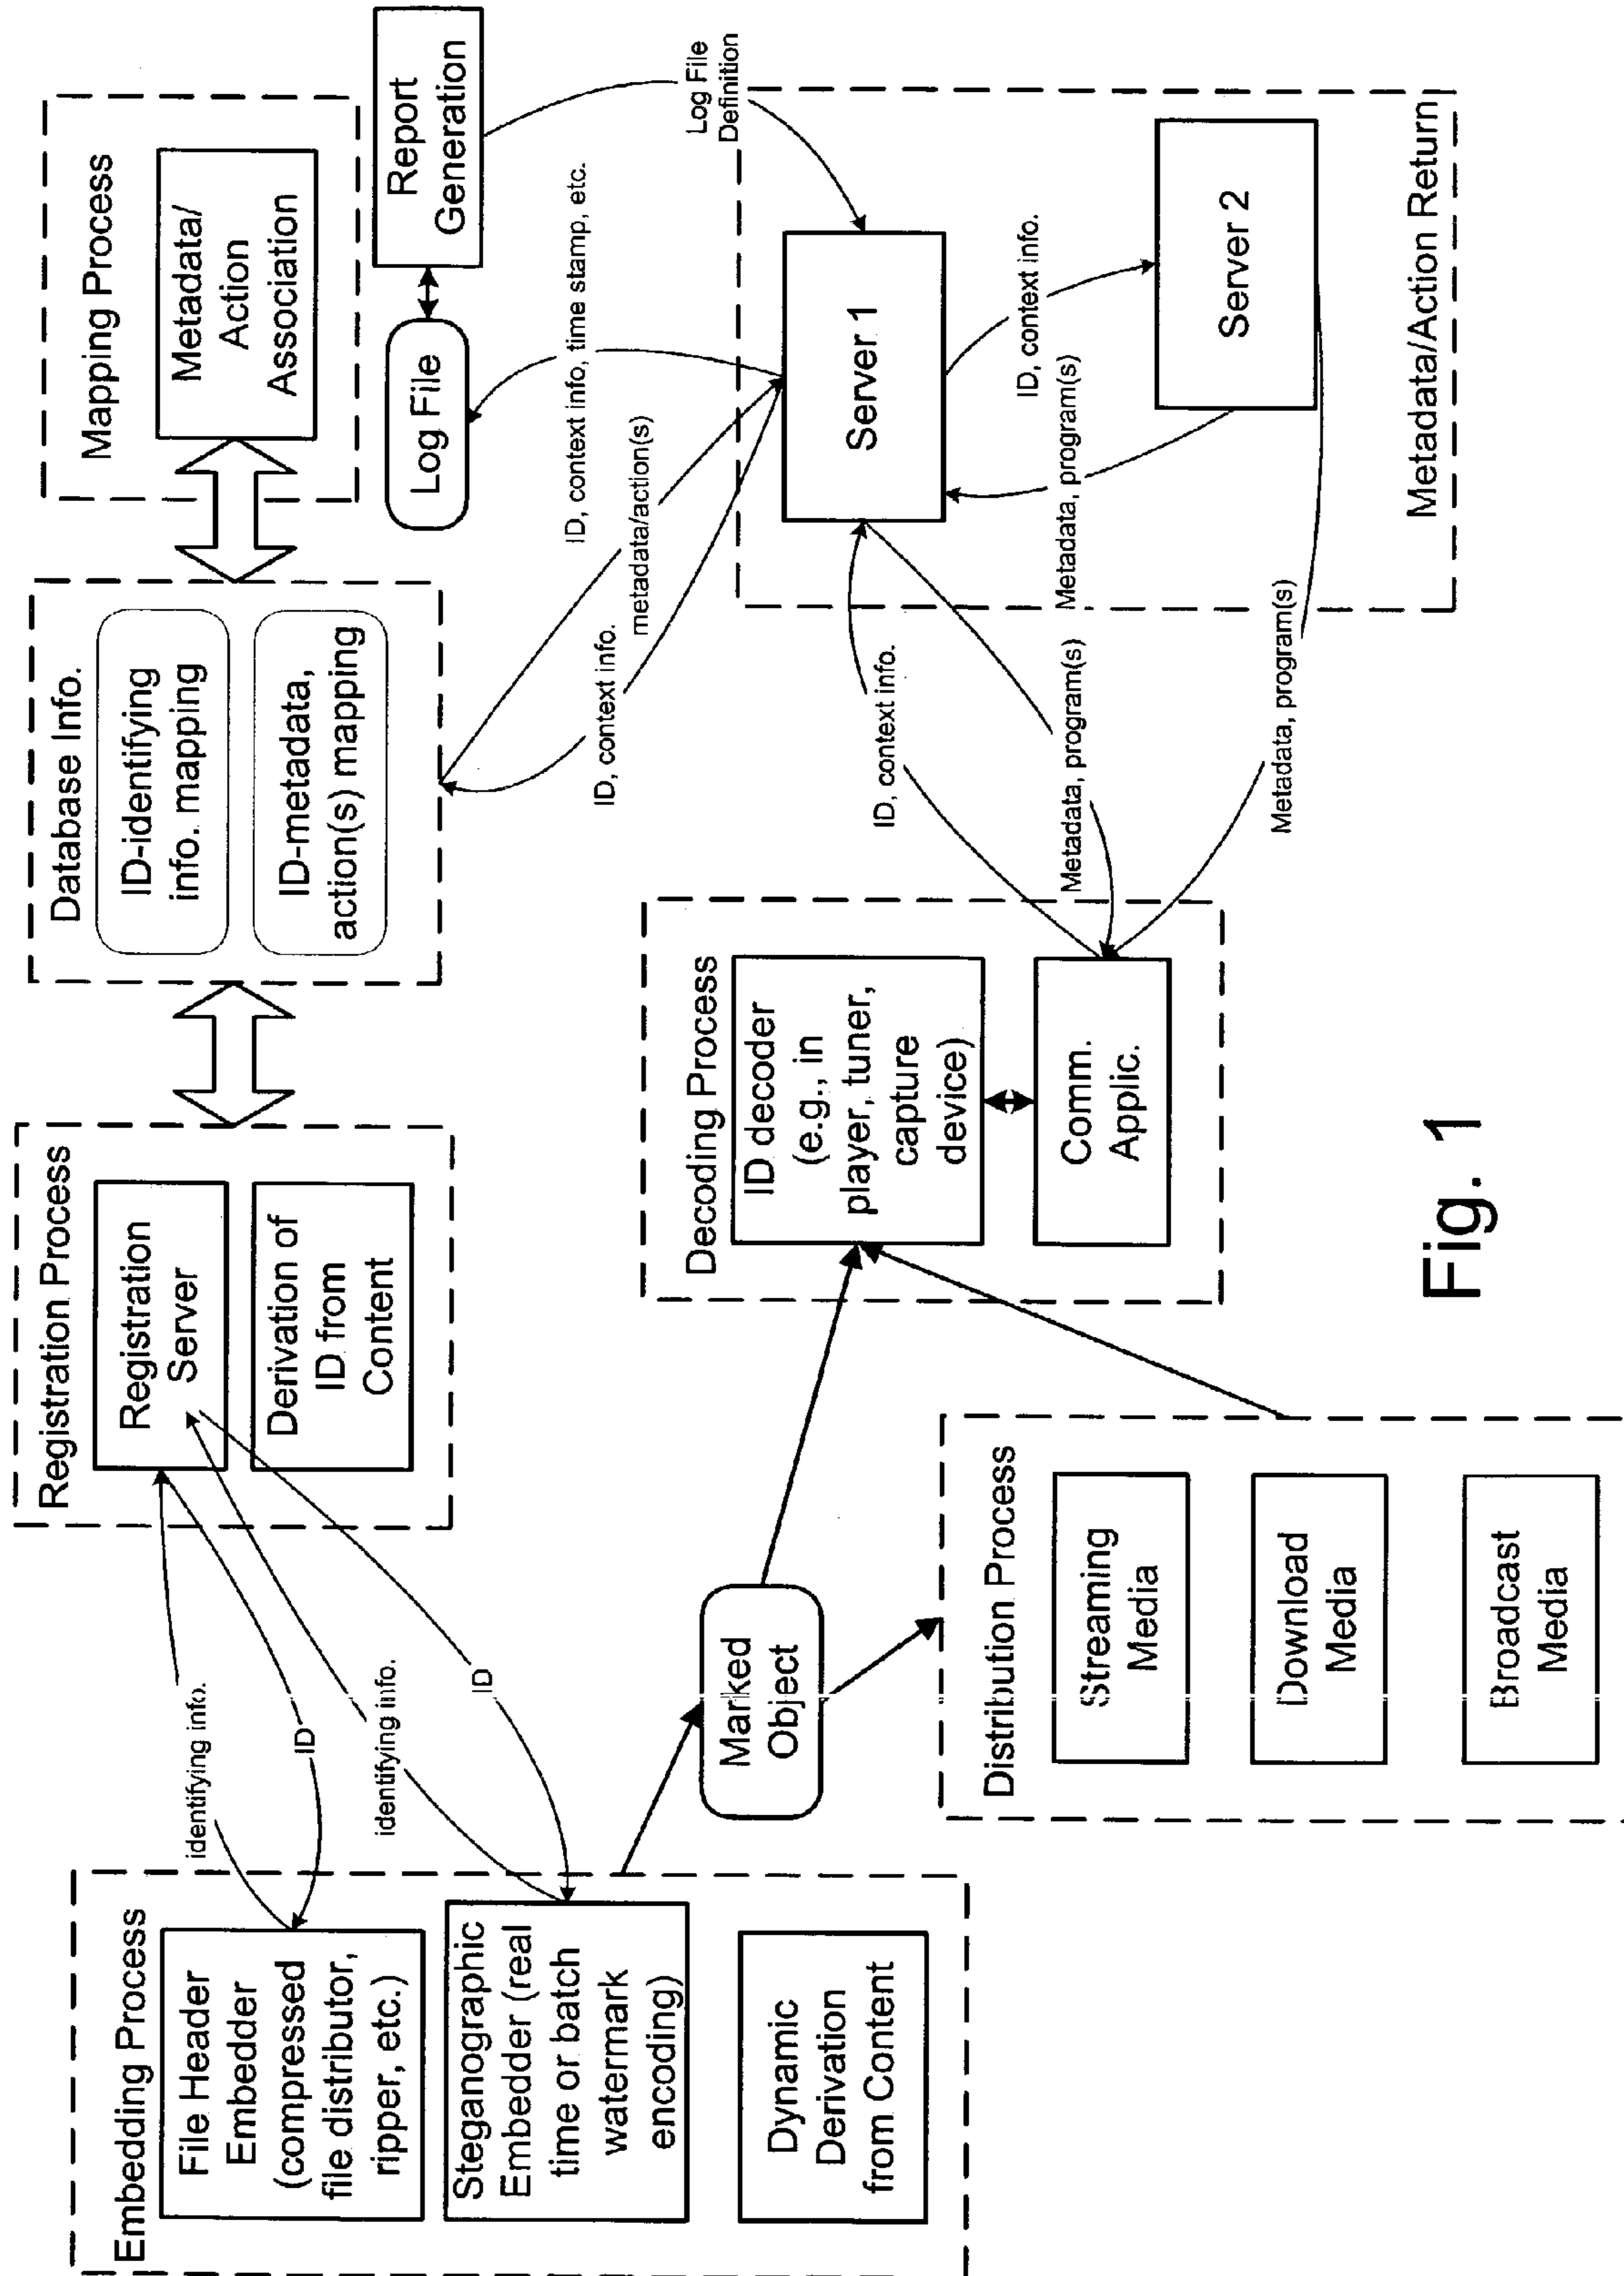 Embedding Process
File Header
Embedder
(compressed
file distributor,
ripper, etc.)
Steganographic
Embedder (real
time or batch
watermark
encoding)
Dynamic
Derivation
from Content
identifying info.
ID
identifying info.
ID
Registration Process
Registration
Server
Derivation of
ID from
Content
Database Info.
ID-identifying
info. mapping
ID-metadata,
action(s) mapping
Mapping Process
Metadata/
Action
Association
Log File
Report
Generation
ID, context info, time stamp, etc.
metadata/action(s)
ID, context info.
Log File
Definition
Marked
Object
Distribution Process
Streaming
Media
Download
Media
Broadcast
Media
Decoding Process
ID decoder
(e.g., in
player, tuner,
capture
device)
Comm.
Applic.
ID, context info.
Metadata, program(s)
Metadata, program(s)
Server 1
ID, context info.
Metadata, program(s)
Server 2
Metadata/Action Return
Fig. 1